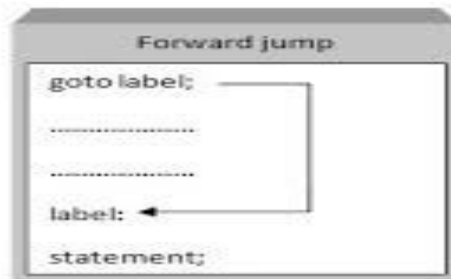 Forward jump
goto label;
....................
....................
label:
statement;